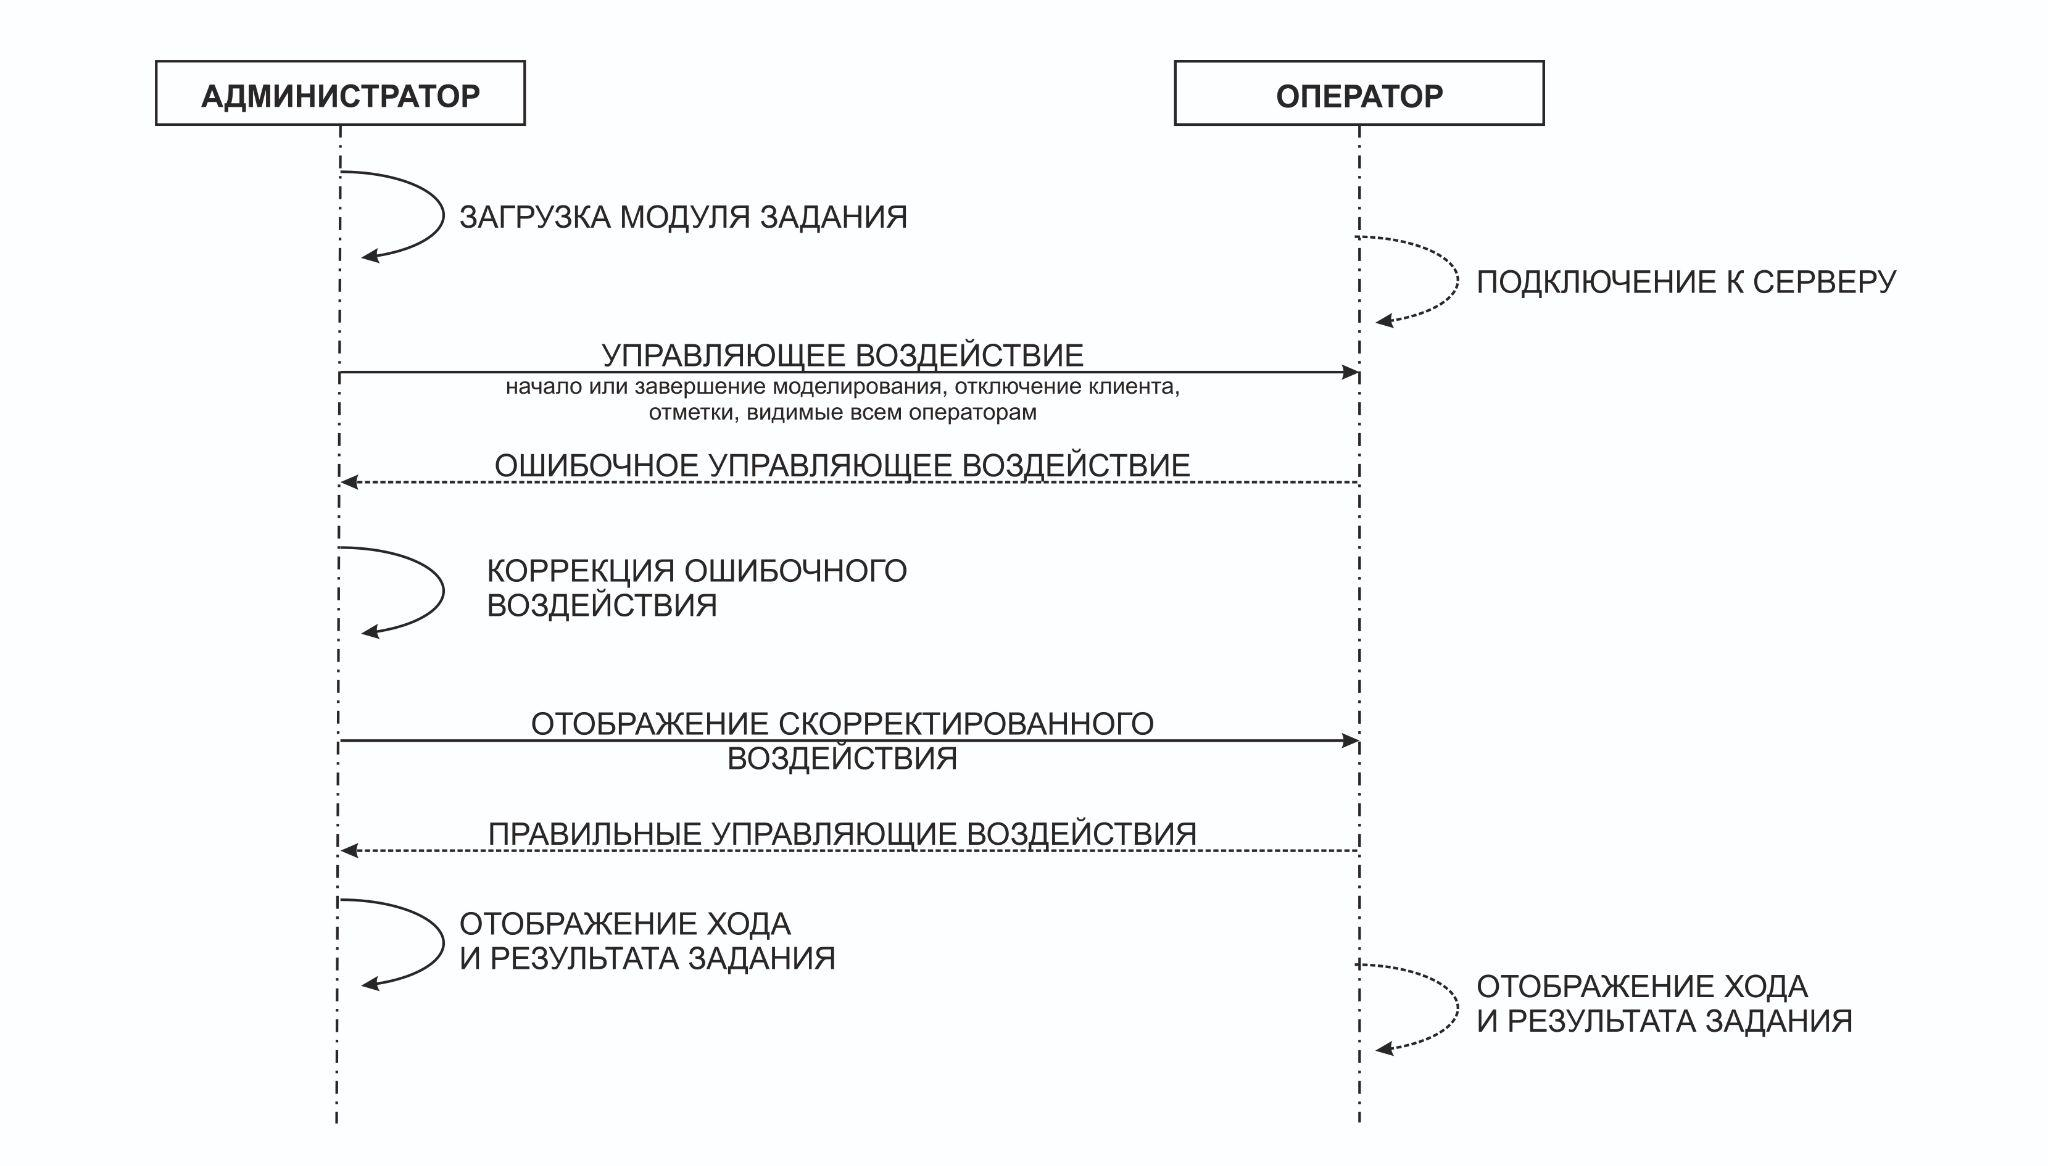 АДМИНИСТРАТОР
ОПЕРАТОР
ЗАГРУЗКА МОДУЛЯ ЗАДАНИЯ
ПОДКЛЮЧЕНИЕ К СЕРВЕРУ
УПРАВЛЯЮЩЕЕ ВОЗДЕЙСТВИЕ
начало или завершение моделирования, отключение клиента,
отметки, видимые всем операторам
ОШИБОЧНОЕ УПРАВЛЯЮЩЕЕ ВОЗДЕЙСТВИЕ
КОРРЕКЦИЯ ОШИБОЧНОГО
ВОЗДЕЙСТВИЯ
ОТОБРАЖЕНИЕ СКОРРЕКТИРОВАННОГО
ВОЗДЕЙСТВИЯ
ПРАВИЛЬНЫЕ УПРАВЛЯЮЩИЕ ВОЗДЕЙСТВИЯ
ОТОБРАЖЕНИЕ ХОДА
И РЕЗУЛЬТАТА ЗАДАНИЯ
ОТОБРАЖЕНИЕ ХОДА
И РЕЗУЛЬТАТА ЗАДАНИЯ